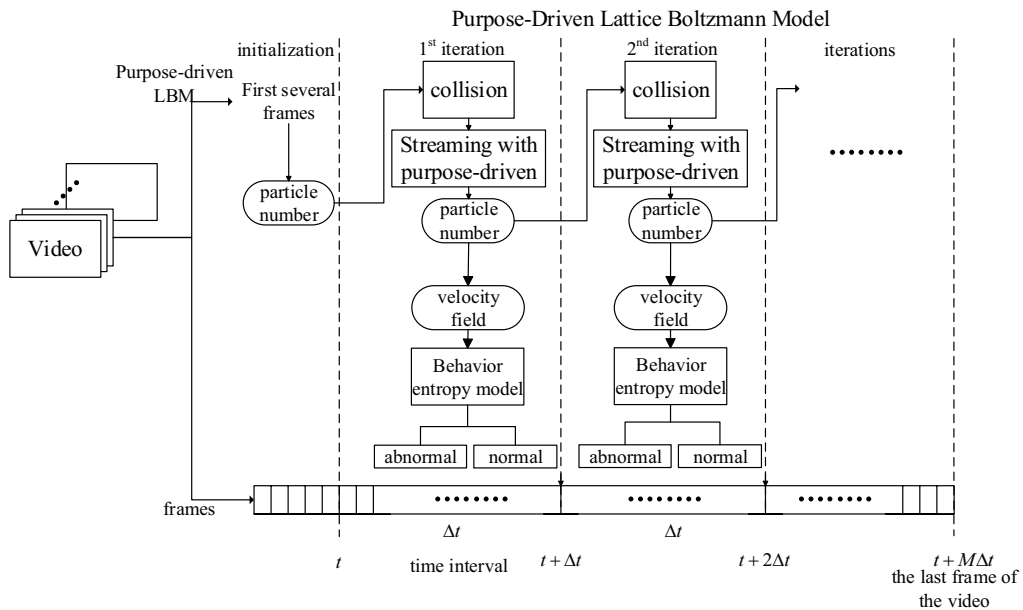 Purpose-Driven Lattice Boltzmann Model
initialization
1st iteration
2nd iteration
iterations
Purpose-driven
LBM
First several
frames
particle
number
Video
collision
Streaming with
purpose-driven
particle
number
velocity
field
Behavior
entropy model
abnormal
normal
collision
Streaming with
purpose-driven
particle
number
velocity
field
Behavior
entropy model
abnormal
normal
frames
Δt
Δt
t
time interval
t + Δt
t + 2Δt
t + MΔt
the last frame of
the video